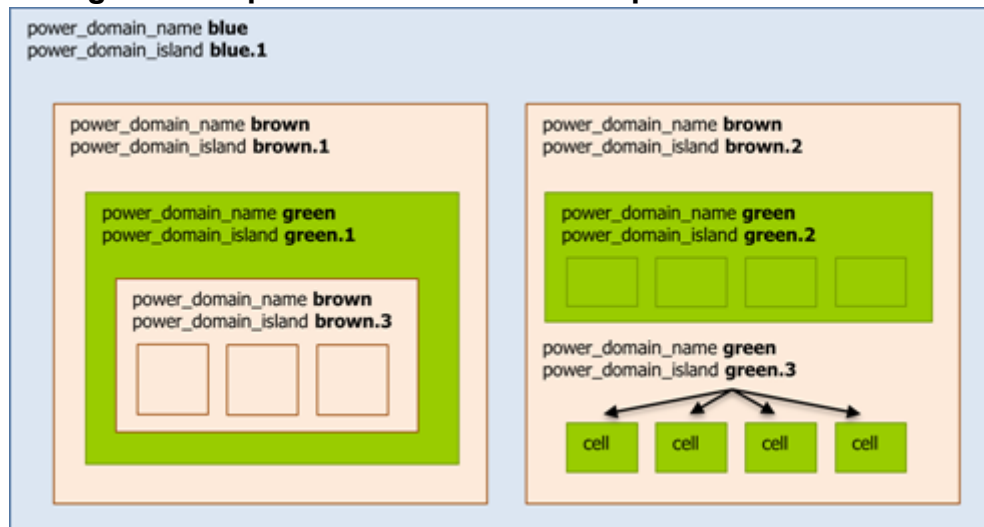 power_domain_name blue
power_domain_island blue.1
power_domain_name brown
power_domain_island brown.1
power_domain_name green
power_domain_island green.1
power_domain_name brown
power_domain_island brown.3
power_domain_name brown
power_domain_island brown.2
power_domain_name green
power_domain_island green.2
power_domain_name green
power_domain_island green.3
cell cell cell cell